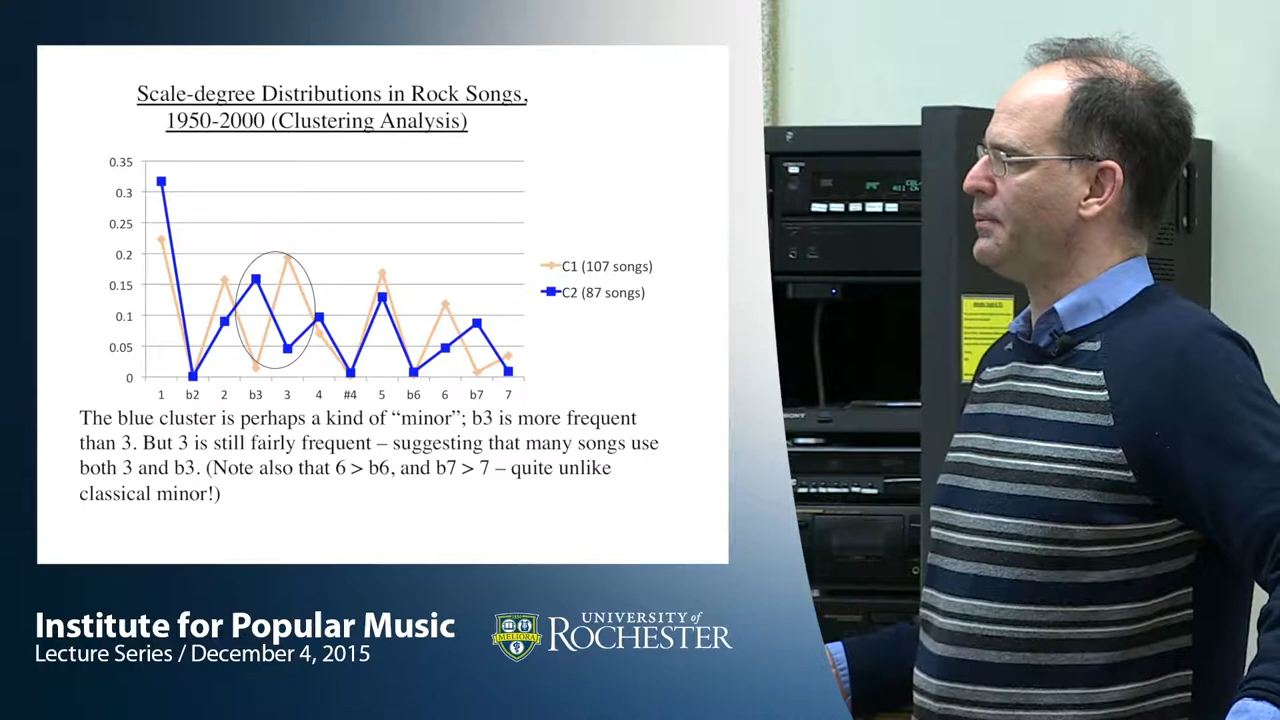 Scale-degree Distributions in Rock Songs,
1950-2000 (Clustering Analysis)
0.35
0.3
0.25
0.2
0.15
0.1
0.05
0
1 b2 2 b3 3 4 #4 5 b6 6 b7 7
C1 (107 songs)
C2 (87 songs)
The blue cluster is perhaps a kind of “minor”; b3 is more frequent
than 3. But 3 is still fairly frequent – suggesting that many songs use
both 3 and b3. (Note also that 6 > b6, and b7 > 7 – quite unlike
classical minor!)
Institute for Popular Music
Lecture Series / December 4, 2015
MELIORA
UNIVERSITY of
ROCHESTER
SONY